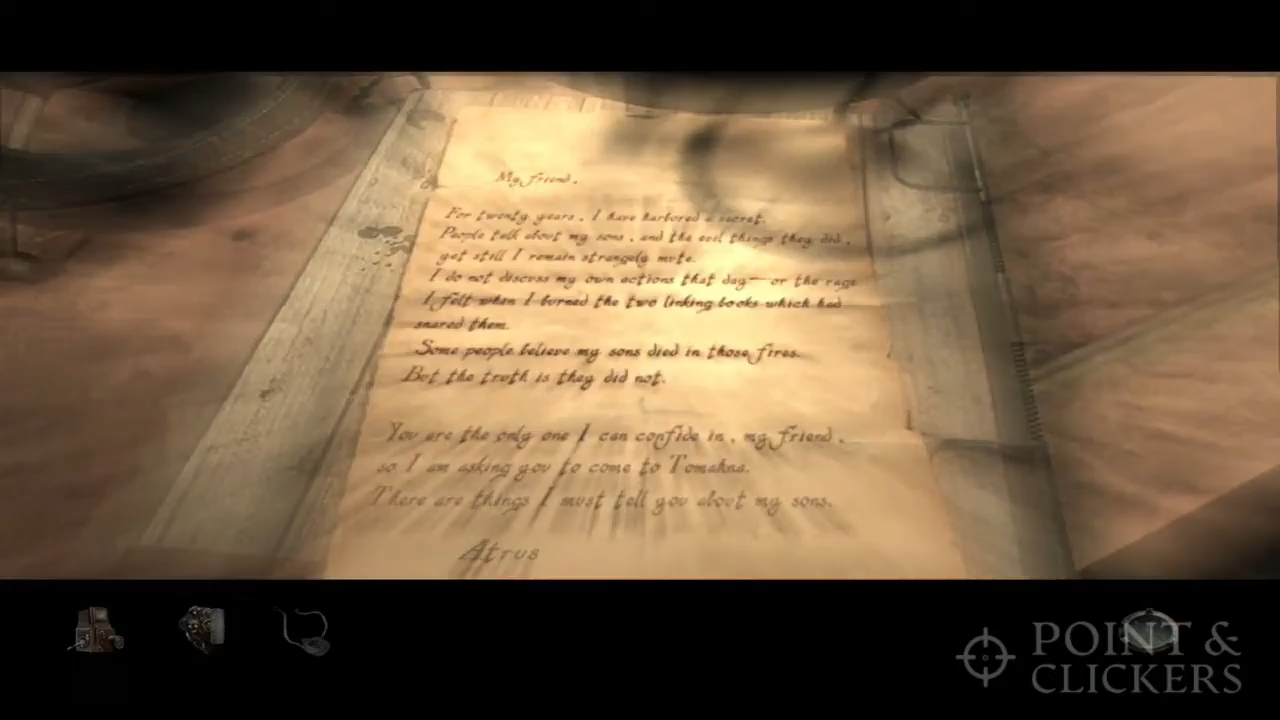 My friend,
For twenty years, I have harbored a secret.
People talk about my sons, and the evil things they did,
yet still I remain strangely mute.
I do not discuss my own actions that day— or the rage
I felt when I burned the two linking books which had
snared them.
Some people believe my sons died in those fires.
But the truth is they did not.
You are the only one I can confide in, my friend,
so I am asking you to come to Tomahna.
There are things I must tell you about my sons.
Atrus
POINT &
CLICKERS